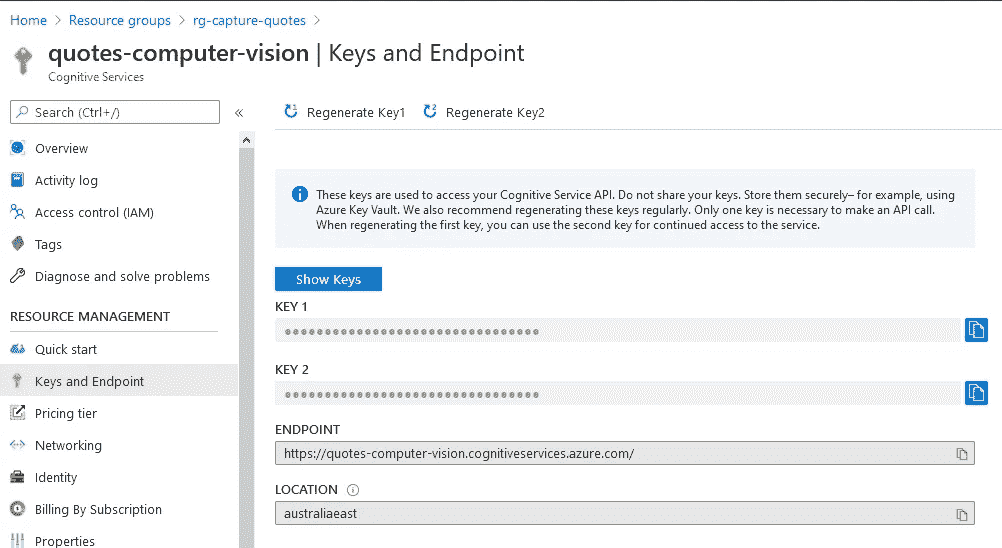 Home > Resource groups > rg-capture-quotes >
quotes-computer-vision | Keys and Endpoint
Cognitive Services
Search (Ctrl+/)
«
Overview
Activity log
Access control (IAM)
Tags
Diagnose and solve problems
RESOURCE MANAGEMENT
Quick start
Keys and Endpoint
Pricing tier
Networking
Identity
Billing By Subscription
Properties
Regenerate Key1
Regenerate Key2
These keys are used to access your Cognitive Service API. Do not share your keys. Store them securely– for example, using
Azure Key Vault. We also recommend regenerating these keys regularly. Only one key is necessary to make an API call.
When regenerating the first key, you can use the second key for continued access to the service.
Show Keys
KEY 1
KEY 2
ENDPOINT
https://quotes-computer-vision.cognitiveservices.azure.com/
LOCATION
australiaeast